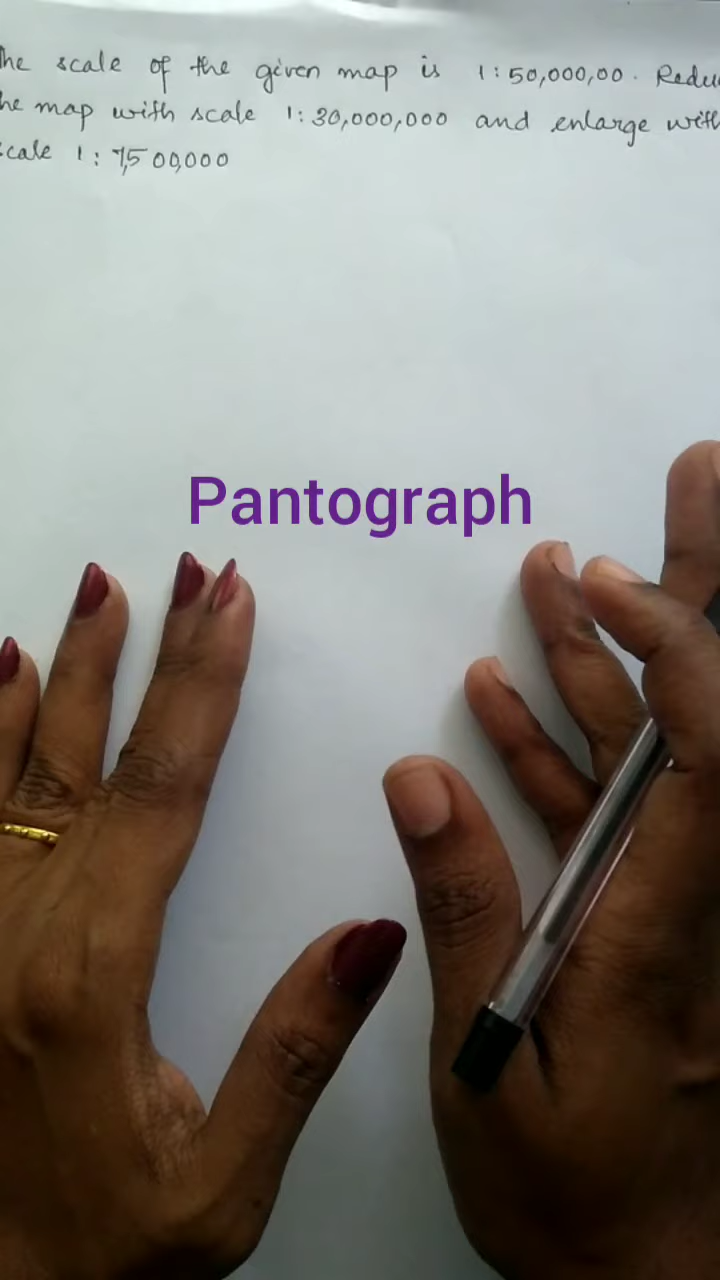 he scale of the given map is 1:50,000,00. Redu
he map with scale 1:30,000,000 and enlarge with
cale 1: 7,500,000
Pantograph